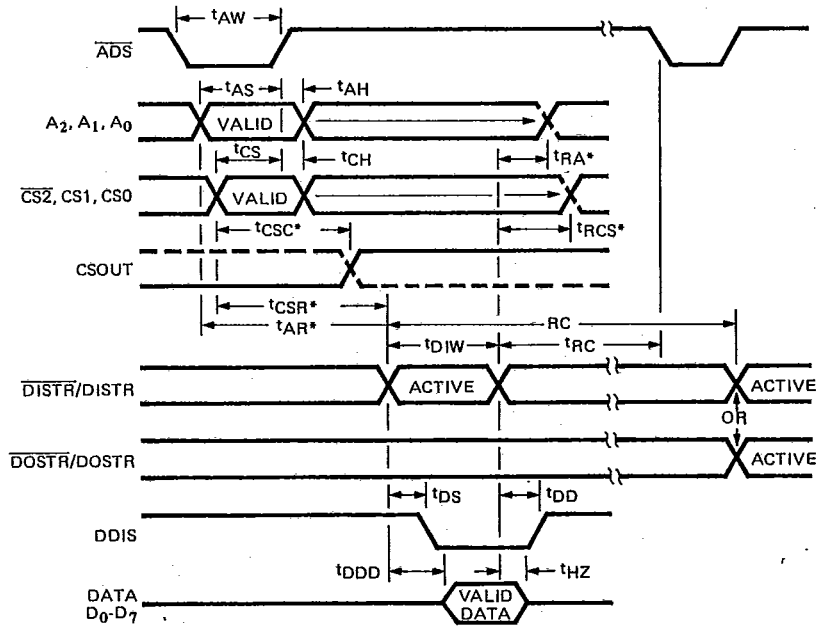 tAW
ADS
tAS tAH
A2, A1, A0 VALID
tCS tCH tRA*
CS2, CS1, CS0 VALID
tCSC* tRCS*
CSOUT
tCSR*
tAR* RC
tDIW tRC
DISTR/DISTR ACTIVE ACTIVE
OR
DOSTR/DOSTR ACTIVE
tDS tDD
DDIS
tDDD tHZ
DATA VALID
D0-D7 DATA